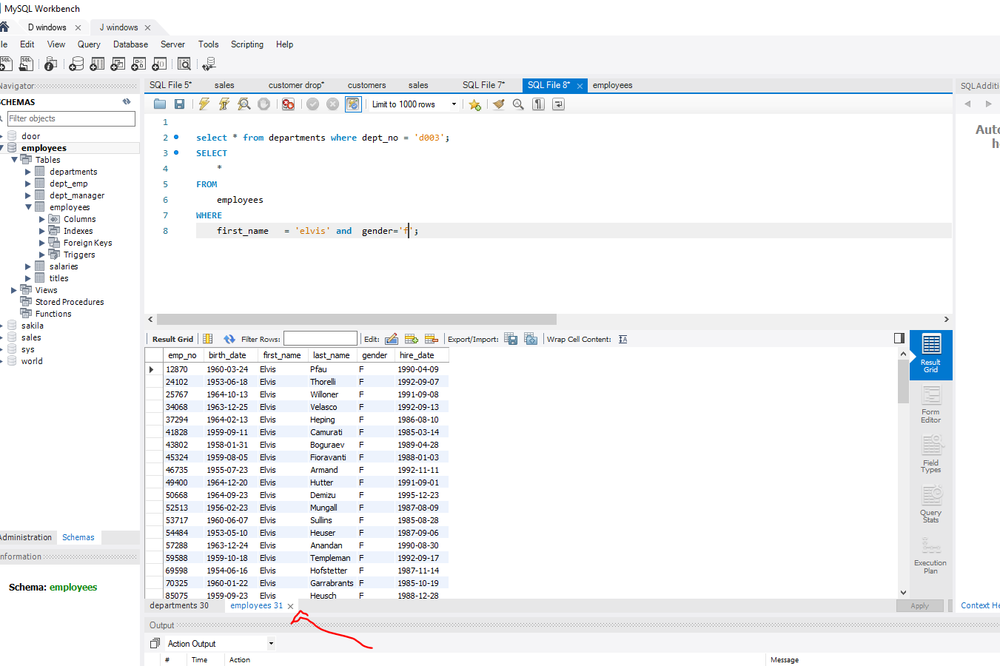 MySQL Workbench
D windows
J windows
le Edit View Query Database Server Tools Scripting Help
Navigator
SCHEMAS
Filter objects
door
employees
Tables
departments
dept_emp
dept_manager
employees
Columns
Indexes
Foreign Keys
Triggers
salaries
titles
Views
Stored Procedures
Functions
sakila
sales
sys
world
Administration Schemas
Information
Schema: employees
SQL File 5* sales customer drop* customers sales SQL File 7* SQL File 8* employees
Limit to 1000 rows
1
2 select * from departments where dept_no = 'd003';
3 SELECT
4 *
5 FROM
6 employees
7 WHERE
8 first_name = 'elvis' and gender='f';
Result Grid Filter Rows: Edit: Export/Import: Wrap Cell Content:
emp_no birth_date first_name last_name gender hire_date
12870 1960-03-24 Elvis Pfau F 1990-04-09
24102 1953-06-18 Elvis Thorelli F 1992-09-07
25767 1964-10-13 Elvis Willoner F 1991-09-08
34068 1963-12-25 Elvis Velasco F 1992-09-13
37294 1964-02-13 Elvis Heping F 1986-08-10
41828 1959-09-11 Elvis Camurati F 1985-03-14
43802 1958-01-31 Elvis Boguraev F 1989-04-28
45324 1959-08-05 Elvis Fioravanti F 1988-01-03
46735 1955-07-23 Elvis Armand F 1992-11-11
49400 1964-12-20 Elvis Hutter F 1991-09-01
50668 1964-09-23 Elvis Demizu F 1995-12-23
52513 1956-02-23 Elvis Mungall F 1987-08-09
53717 1960-06-07 Elvis Sullins F 1985-08-28
54484 1953-05-10 Elvis Heuser F 1987-09-06
57288 1963-12-24 Elvis Anandan F 1990-08-30
59588 1959-10-18 Elvis Templeman F 1992-09-17
69598 1954-06-16 Elvis Hofstetter F 1987-11-14
70325 1960-01-22 Elvis Garrabrants F 1985-10-19
85075 1959-09-23 Elvis Heusch F 1988-12-28
Result
Grid
Form
Editor
Field
Types
Query
Stats
Execution
Plan
departments 30 employees 31
Apply
Output
Action Output
# Time Action Message
SQLAdditi
Auto
h
Context He